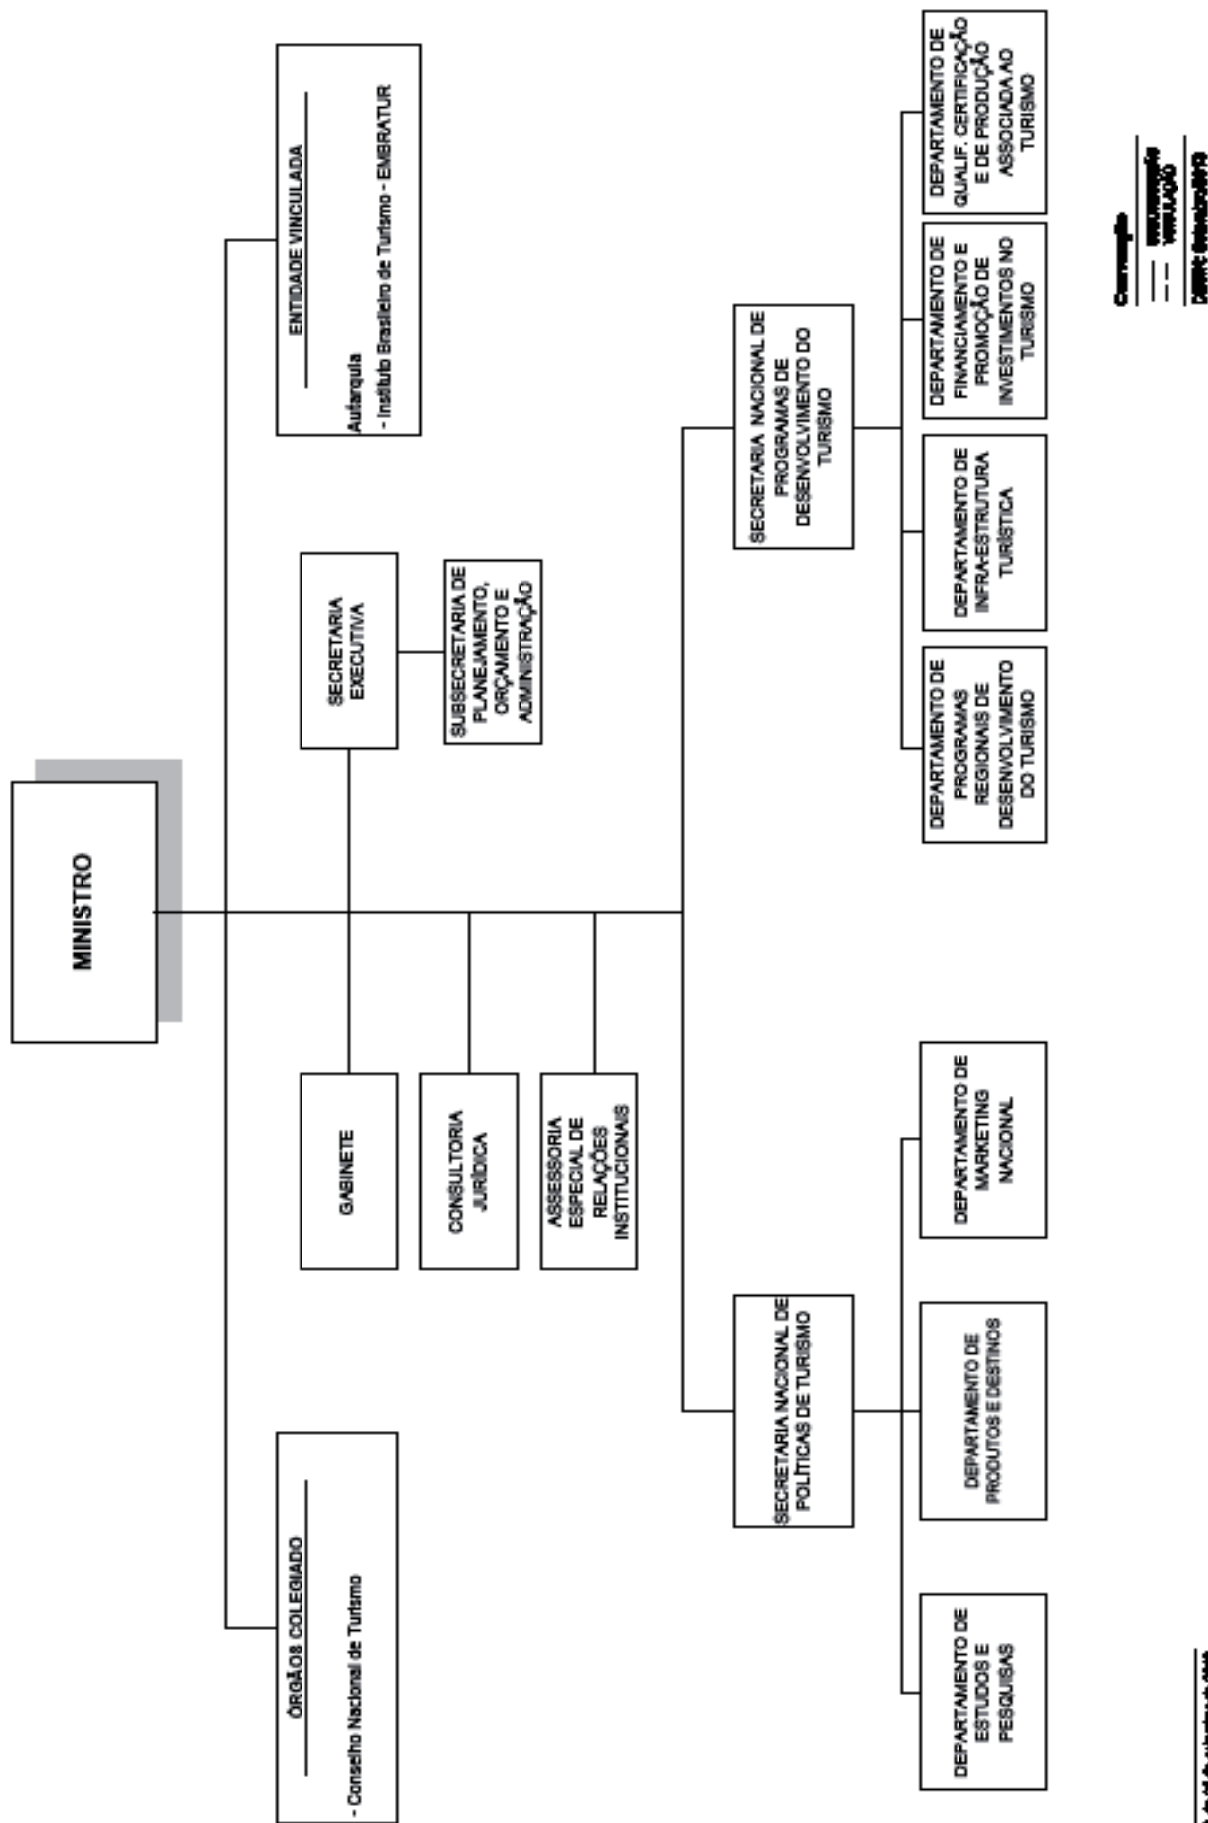 MINISTRO
ÓRGÃOS COLEGIADO
- Conselho Nacional de Turismo
ENTIDADE VINCULADA
Autarquia
- Instituto Brasileiro de Turismo - EMBRATUR
GABINETE
SECRETARIA
EXECUTIVA
CONSULTORIA
JURÍDICA
SUBSECRETARIA DE
PLANEJAMENTO,
ORÇAMENTO E
ADMINISTRAÇÃO
ASSESSORIA
ESPECIAL DE
RELAÇÕES
INSTITUCIONAIS
SECRETARIA NACIONAL DE
POLÍTICAS DE TURISMO
SECRETARIA NACIONAL DE
PROGRAMAS DE
DESENVOLVIMENTO DO
TURISMO
DEPARTAMENTO DE
ESTUDOS E
PESQUISAS
DEPARTAMENTO DE
PRODUTOS E DESTINOS
DEPARTAMENTO DE
MARKETING
NACIONAL
DEPARTAMENTO DE
PROGRAMAS
REGIONAIS DE
DESENVOLVIMENTO
DO TURISMO
DEPARTAMENTO DE
INFRA-ESTRUTURA
TURÍSTICA
DEPARTAMENTO DE
FINANCIAMENTO E
PROMOÇÃO DE
INVESTIMENTOS NO
TURISMO
DEPARTAMENTO DE
QUALIF. CERTIFICAÇÃO
E DE PRODUÇÃO
ASSOCIADA AO
TURISMO
VINCULAÇÃO